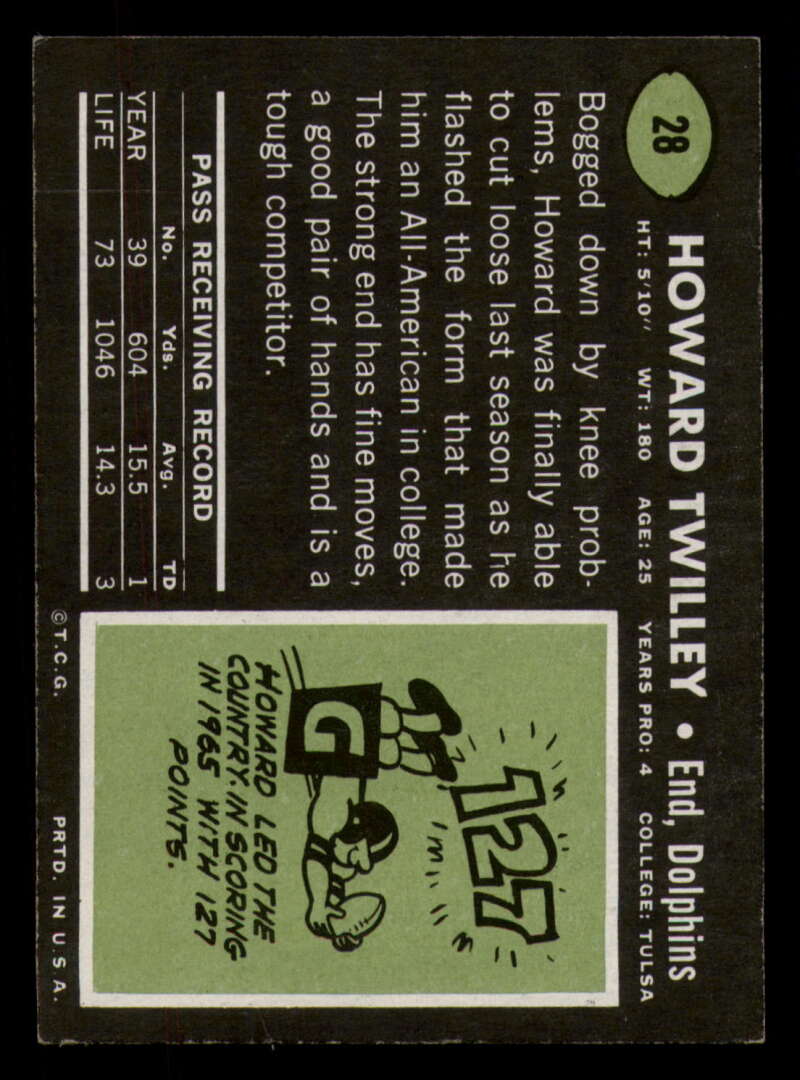 28
HOWARD TWILLEY • End, Dolphins
HT: 5'10" WT: 180 AGE: 25 YEARS PRO: 4 COLLEGE: TULSA
Bogged down by knee prob-
lems, Howard was finally able
to cut loose last season as he
flashed the form that made
him an All-American in college.
The strong end has fine moves,
a good pair of hands and is a
tough competitor.
PASS RECEIVING RECORD
No. Yds. Avg. TD
YEAR 39 604 15.5 1
LIFE 73 1046 14.3 3
127
G
HOWARD LED THE
COUNTRY IN SCORING
IN 1965 WITH 127
POINTS.
©T.C.G. PRTD. IN U.S.A.